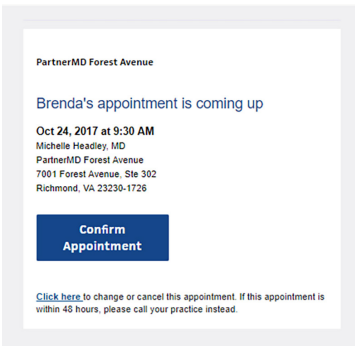 PartnerMD Forest Avenue
Brenda's appointment is coming up
Oct 24, 2017 at 9:30 AM
Michelle Headley, MD
PartnerMD Forest Avenue
7001 Forest Avenue, Ste 302
Richmond, VA 23230-1726
Confirm
Appointment
Click here to change or cancel this appointment. If this appointment is
within 48 hours, please call your practice instead.